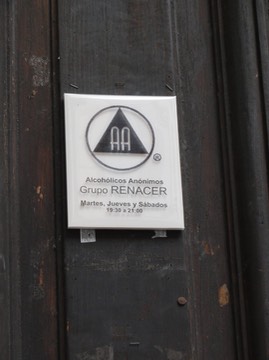 AA
®
Alcohólicos Anónimos
Grupo RENACER
Martes, Jueves y Sábados
19:30 a 21:00